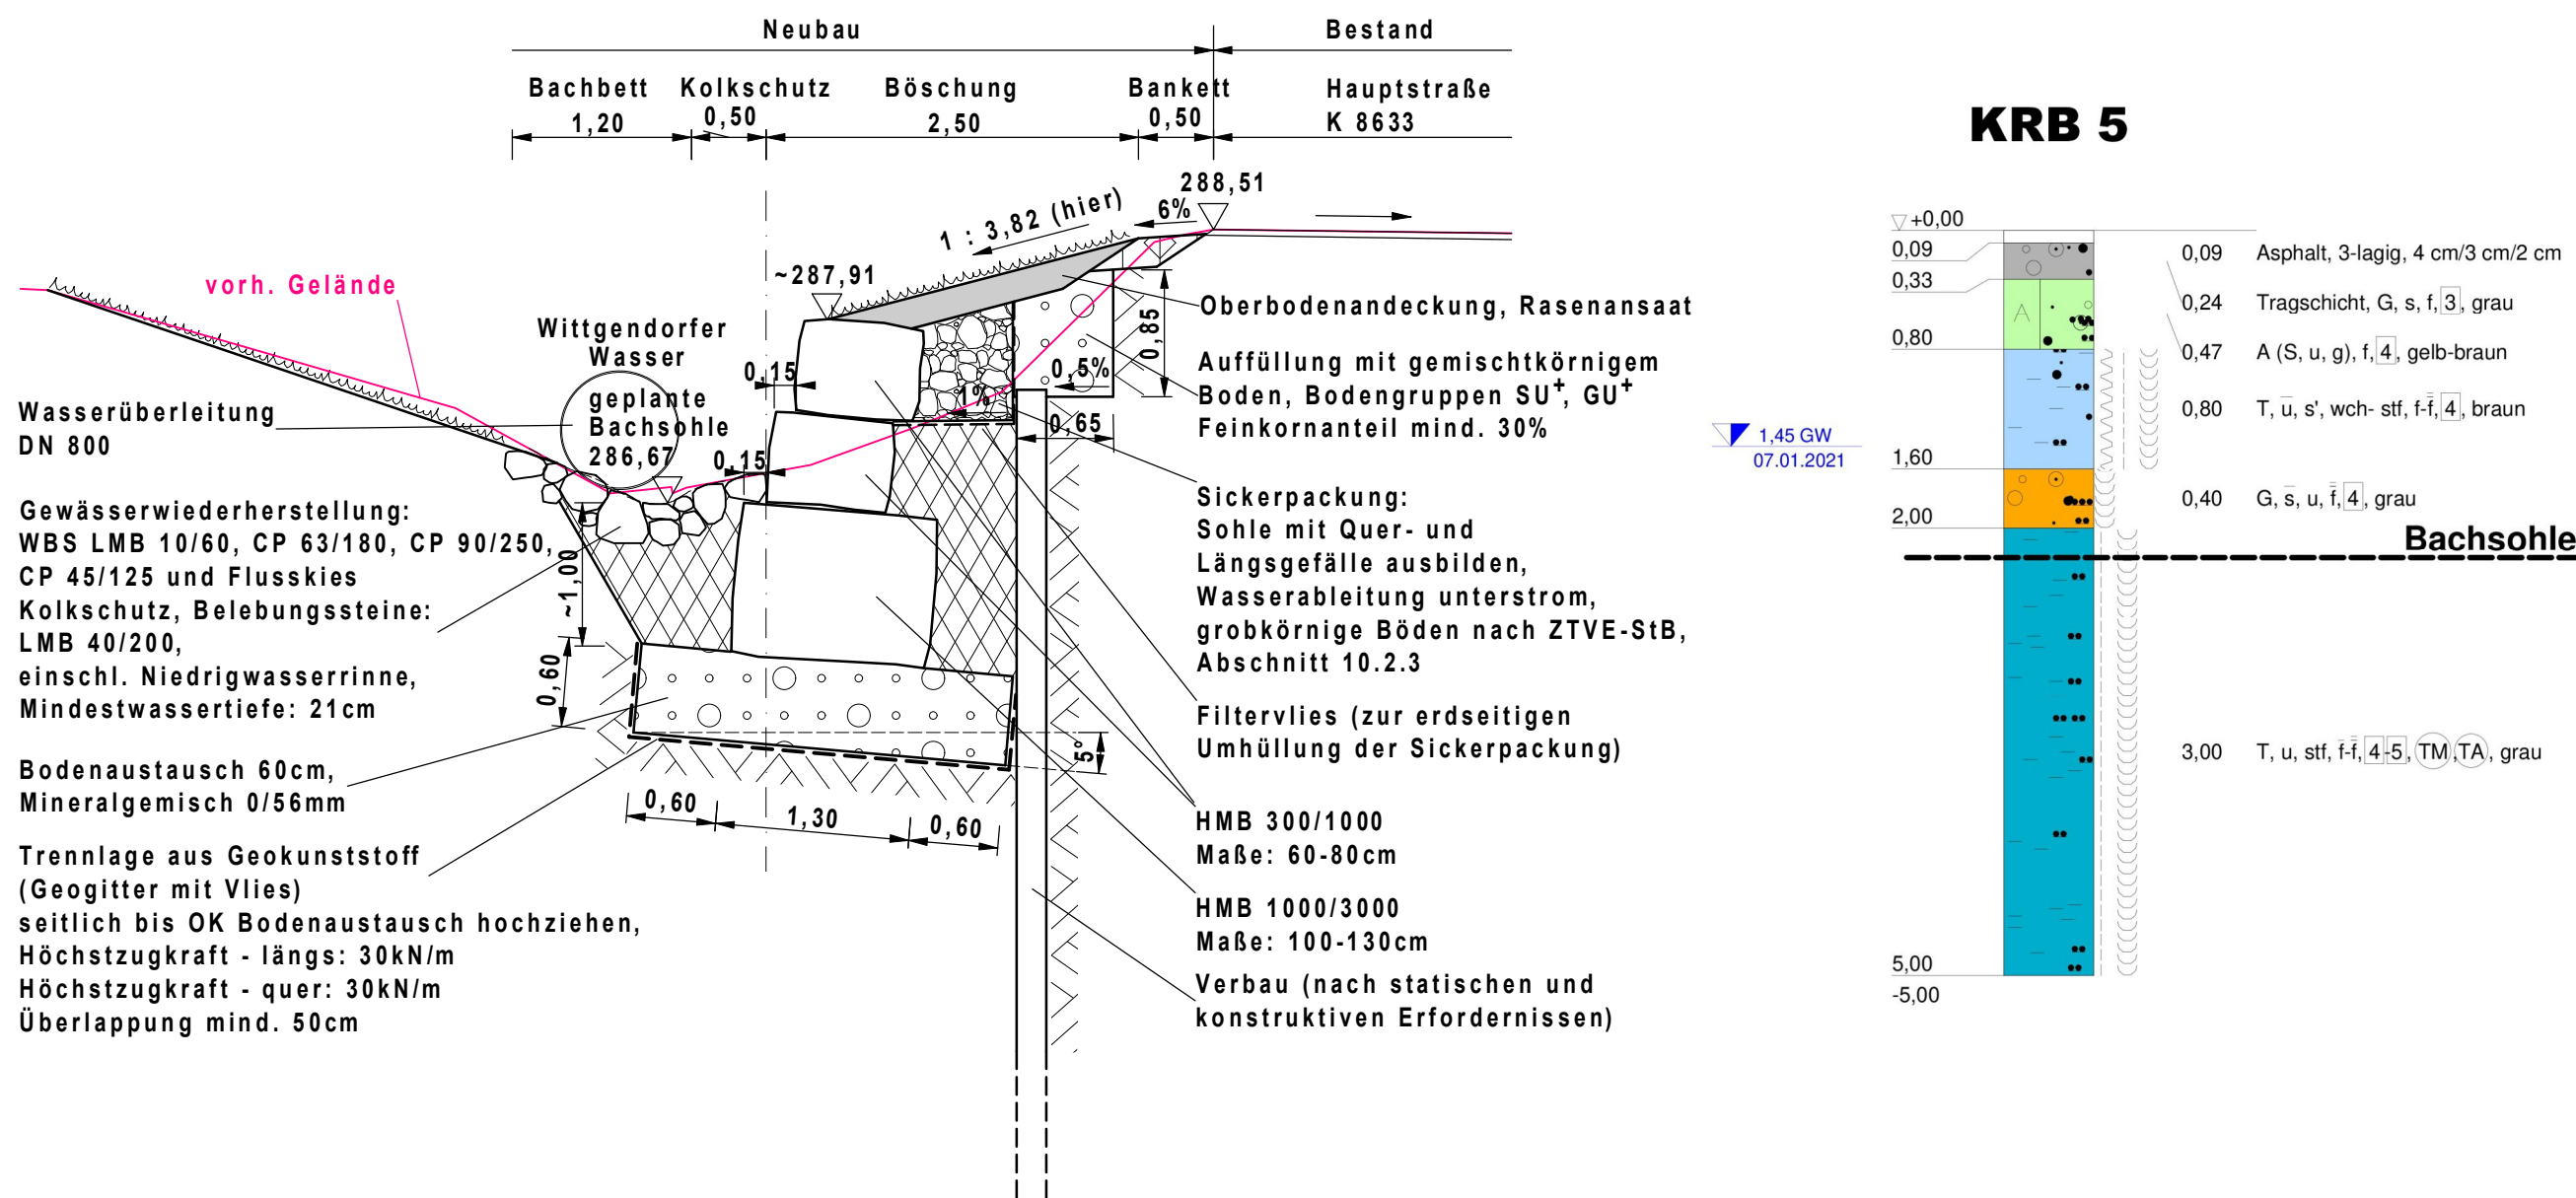 Neubau
Bestand
Bachbett
Kolkschutz
Böschung
Bankett
Hauptstraße
1,20
0,50
2,50
0,50
K 8633
288,51
6%
1 : 3,82 (hier)
~287,91
vorh. Gelände
Wittgendorfer
Wasser
0,15
geplante
Bachsohle
286,67
0,15
Wasserüberleitung
DN 800
Gewässerwiederherstellung:
WBS LMB 10/60, CP 63/180, CP 90/250,
CP 45/125 und Flusskies
Kolkschutz, Belebungssteine:
LMB 40/200,
einschl. Niedrigwasserrinne,
Mindestwassertiefe: 21cm
Bodenaustausch 60cm,
Mineralgemisch 0/56mm
Trennlage aus Geokunststoff
(Geogitter mit Vlies)
seitlich bis OK Bodenaustausch hochziehen,
Höchstzugkraft - längs: 30kN/m
Höchstzugkraft - quer: 30kN/m
Überlappung mind. 50cm
~1,00
0,60
0,60
1,30
0,60
5°
1%
0,5%
0,85
0,65
Oberbodenandeckung, Rasenansaat
Auffüllung mit gemischtkörnigem
Boden, Bodengruppen SU+, GU+
Feinkornanteil mind. 30%
Sickerpackung:
Sohle mit Quer- und
Längsgefälle ausbilden,
Wasserableitung unterstrom,
grobkörnige Böden nach ZTVE-StB,
Abschnitt 10.2.3
Filtervlies (zur erdseitigen
Umhüllung der Sickerpackung)
HMB 300/1000
Maße: 60-80cm
HMB 1000/3000
Maße: 100-130cm
Verbau (nach statischen und
konstruktiven Erfordernissen)
KRB 5
+0,00
0,09
0,33
0,80
1,60
2,00
5,00
-5,00
1,45 GW
07.01.2021
A
0,09 Asphalt, 3-lagig, 4 cm/3 cm/2 cm
0,24 Tragschicht, G, s, f, 3, grau
0,47 A (S, u, g), f, 4, gelb-braun
0,80 T, ū, s', wch- stf, f-f̄, 4, braun
0,40 G, s̄, u, f̿, 4, grau
Bachsohle
3,00 T, u, stf, f̄-f̿, 4-5, TM, TA, grau